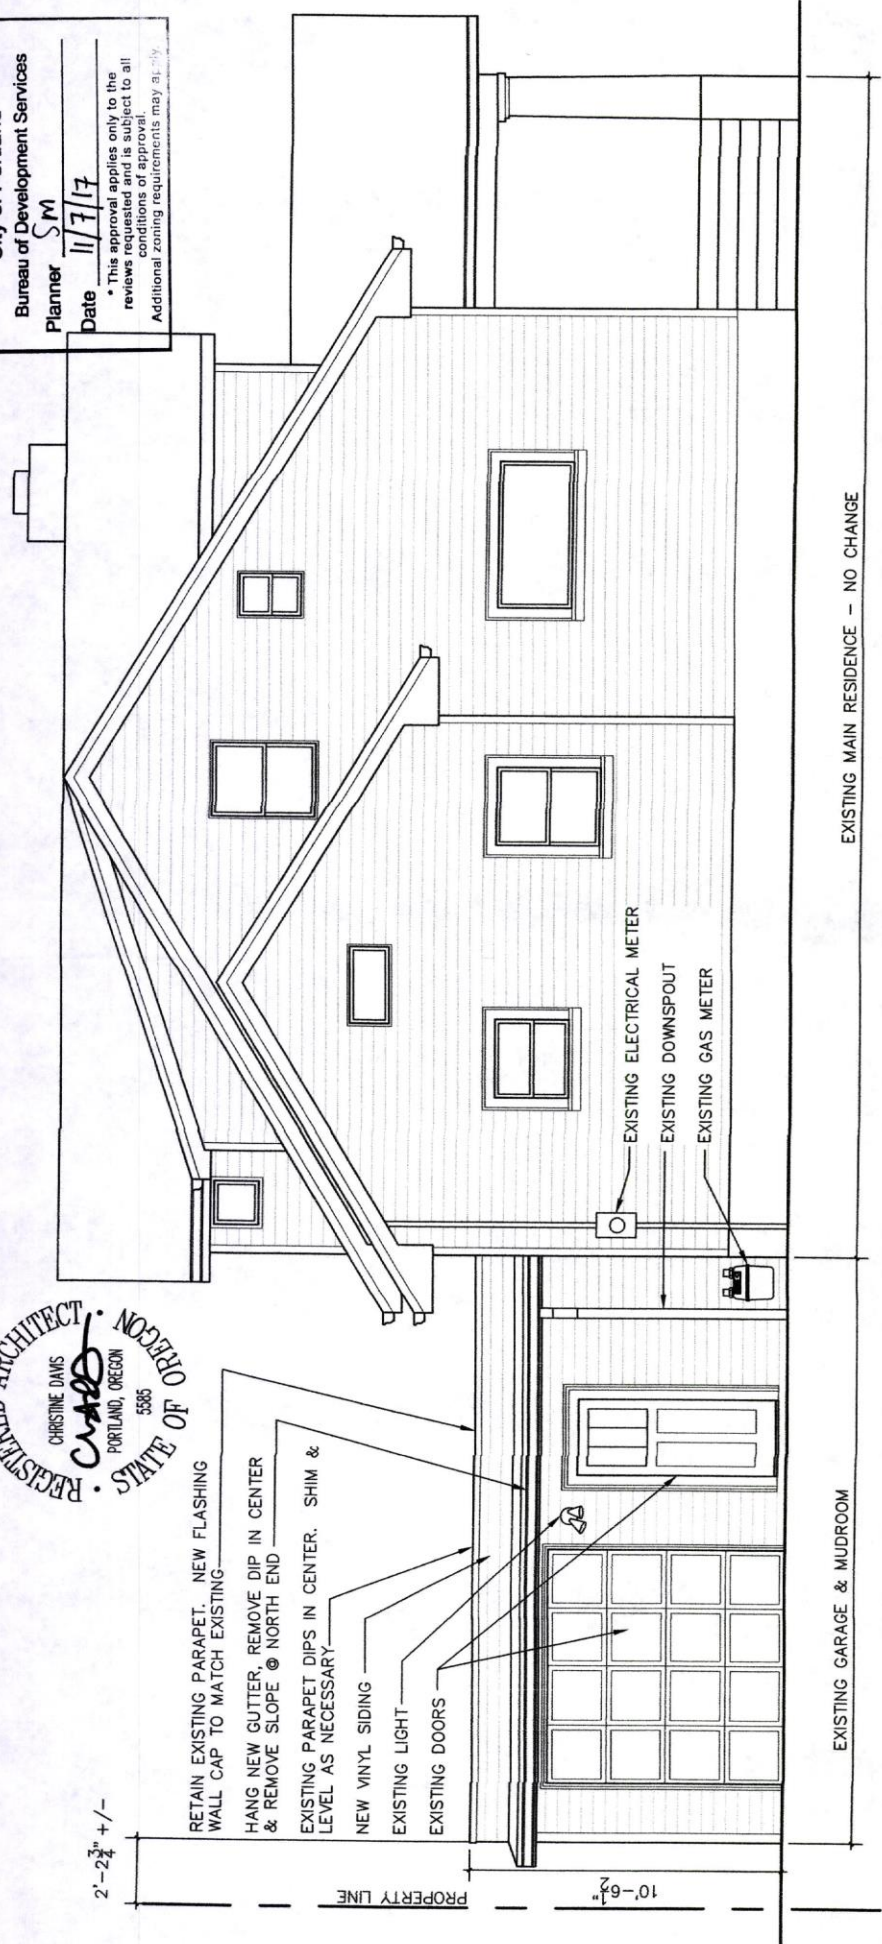 Bureau of Development Services
Planner SM
Date 11/7/17
* This approval applies only to the
reviews requested and is subject to all
conditions of approval.
Additional zoning requirements may apply.
REGISTERED ARCHITECT
CHRISTINE DAVIS
PORTLAND, OREGON
5585
STATE OF OREGON
2'-2¾" +/-
RETAIN EXISTING PARAPET. NEW FLASHING
WALL CAP TO MATCH EXISTING
HANG NEW GUTTER, REMOVE DIP IN CENTER
& REMOVE SLOPE @ NORTH END
EXISTING PARAPET DIPS IN CENTER. SHIM &
LEVEL AS NECESSARY
NEW VINYL SIDING
EXISTING LIGHT
EXISTING DOORS
PROPERTY LINE
10'-6½"
EXISTING ELECTRICAL METER
EXISTING DOWNSPOUT
EXISTING GAS METER
EXISTING GARAGE & MUDROOM
EXISTING MAIN RESIDENCE - NO CHANGE